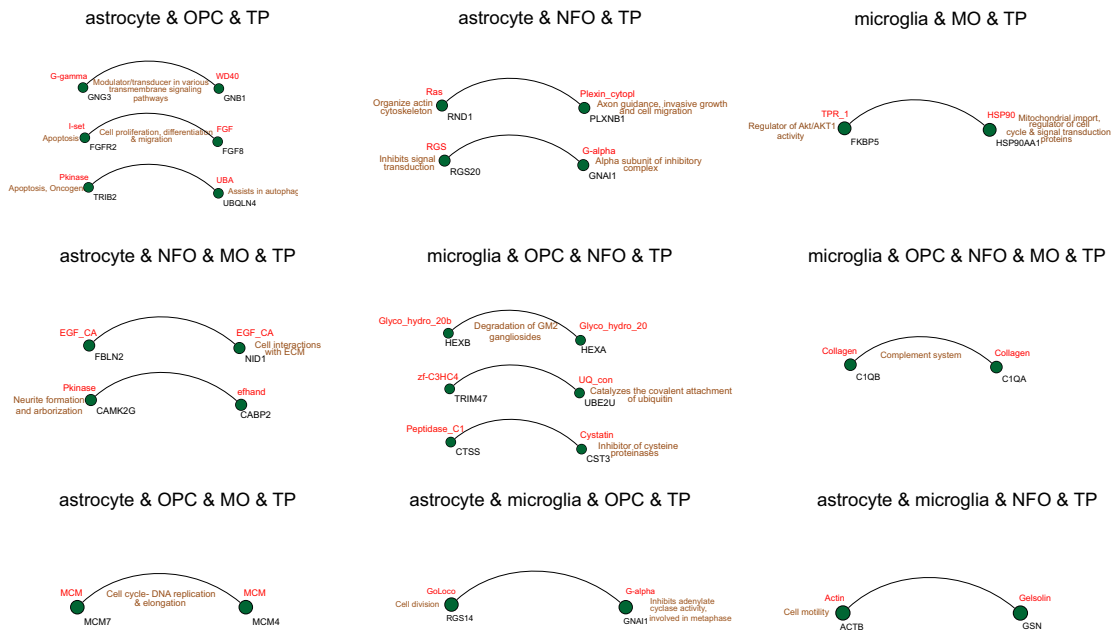 astrocyte & OPC & TP
G-gamma
WD40
Modulator/transducer in various
transmembrane signaling
pathways
GNG3
GNB1
I-set
FGF
Apoptosis
Cell proliferation, differentiation
& migration
FGFR2
FGF8
Pkinase
UBA
Apoptosis, Oncogen
Assists in autophag
TRIB2
UBQLN4
astrocyte & NFO & TP
Ras
Plexin_cytopl
Organize actin
cytoskeleton
Axon guidance, invasive growth
and cell migration
RND1
PLXNB1
RGS
G-alpha
Inhibits signal
transduction
Alpha subunit of inhibitory
complex
RGS20
GNAI1
microglia & MO & TP
TPR_1
HSP90
Regulator of Akt/AKT1
activity
Mitochondrial import,
regulator of cell
cycle & signal transduction
proteins
FKBP5
HSP90AA1
astrocyte & NFO & MO & TP
EGF_CA
EGF_CA
Cell interactions
with ECM
FBLN2
NID1
Pkinase
efhand
Neurite formation
and arborization
CAMK2G
CABP2
microglia & OPC & NFO & TP
Glyco_hydro_20b
Glyco_hydro_20
Degradation of GM2
gangliosides
HEXB
HEXA
zf-C3HC4
UQ_con
Catalyzes the covalent attachment
of ubiquitin
TRIM47
UBE2U
Peptidase_C1
Cystatin
Inhibitor of cysteine
proteinases
CTSS
CST3
microglia & OPC & NFO & MO & TP
Collagen
Collagen
Complement system
C1QB
C1QA
astrocyte & OPC & MO & TP
MCM
MCM
Cell cycle- DNA replication
& elongation
MCM7
MCM4
astrocyte & microglia & OPC & TP
GoLoco
G-alpha
Cell division
Inhibits adenylate
cyclase activity,
involved in metaphase
RGS14
GNAI1
astrocyte & microglia & NFO & TP
Actin
Gelsolin
Cell motility
ACTB
GSN